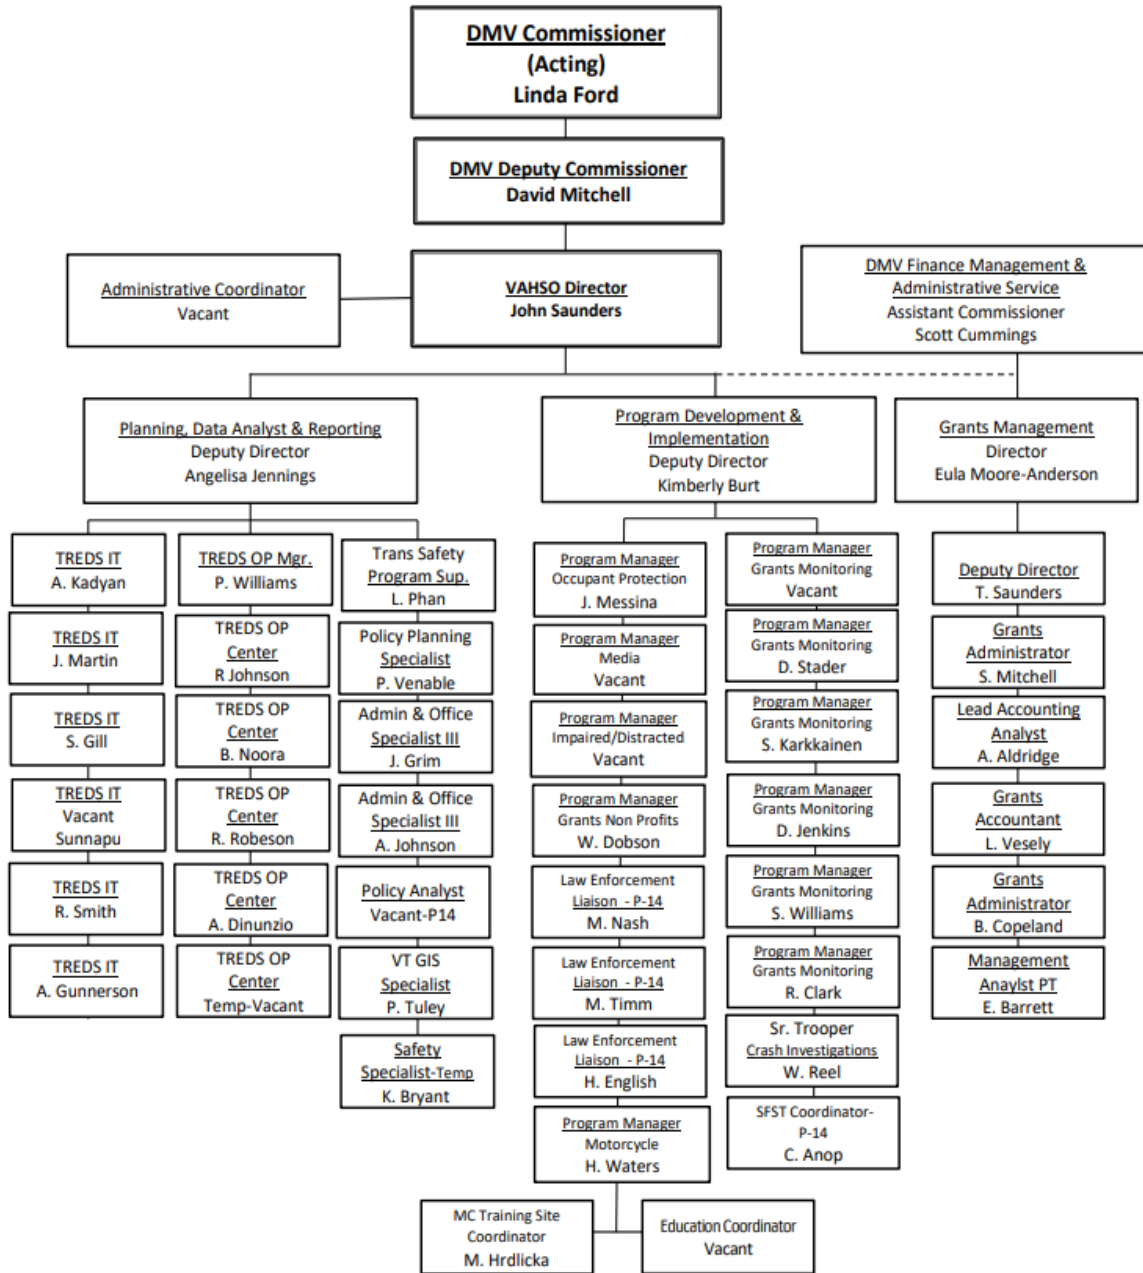 DMV Commissioner
(Acting)
Linda Ford
DMV Deputy Commissioner
David Mitchell
Administrative Coordinator
Vacant
VAHSO Director
John Saunders
DMV Finance Management &
Administrative Service
Assistant Commissioner
Scott Cummings
Planning, Data Analyst & Reporting
Deputy Director
Angelisa Jennings
Program Development &
Implementation
Deputy Director
Kimberly Burt
Grants Management
Director
Eula Moore-Anderson
TREDS IT
A. Kadyan
TREDS IT
J. Martin
TREDS IT
S. Gill
TREDS IT
Vacant
Sunnapu
TREDS IT
R. Smith
TREDS IT
A. Gunnerson
TREDS OP Mgr.
P. Williams
TREDS OP
Center
R Johnson
TREDS OP
Center
B. Noora
TREDS OP
Center
R. Robeson
TREDS OP
Center
A. Dinunzio
TREDS OP
Center
Temp-Vacant
Trans Safety
Program Sup.
L. Phan
Policy Planning
Specialist
P. Venable
Admin & Office
Specialist III
J. Grim
Admin & Office
Specialist III
A. Johnson
Policy Analyst
Vacant-P14
VT GIS
Specialist
P. Tuley
Safety
Specialist-Temp
K. Bryant
Program Manager
Occupant Protection
J. Messina
Program Manager
Media
Vacant
Program Manager
Impaired/Distracted
Vacant
Program Manager
Grants Non Profits
W. Dobson
Law Enforcement
Liaison - P-14
M. Nash
Law Enforcement
Liaison - P-14
M. Timm
Law Enforcement
Liaison - P-14
H. English
Program Manager
Motorcycle
H. Waters
MC Training Site
Coordinator
M. Hrdlicka
Education Coordinator
Vacant
Program Manager
Grants Monitoring
Vacant
Program Manager
Grants Monitoring
D. Stader
Program Manager
Grants Monitoring
S. Karkkainen
Program Manager
Grants Monitoring
D. Jenkins
Program Manager
Grants Monitoring
S. Williams
Program Manager
Grants Monitoring
R. Clark
Sr. Trooper
Crash Investigations
W. Reel
SFST Coordinator-
P-14
C. Anop
Deputy Director
T. Saunders
Grants
Administrator
S. Mitchell
Lead Accounting
Analyst
A. Aldridge
Grants
Accountant
L. Vesely
Grants
Administrator
B. Copeland
Management
Anaylst PT
E. Barrett